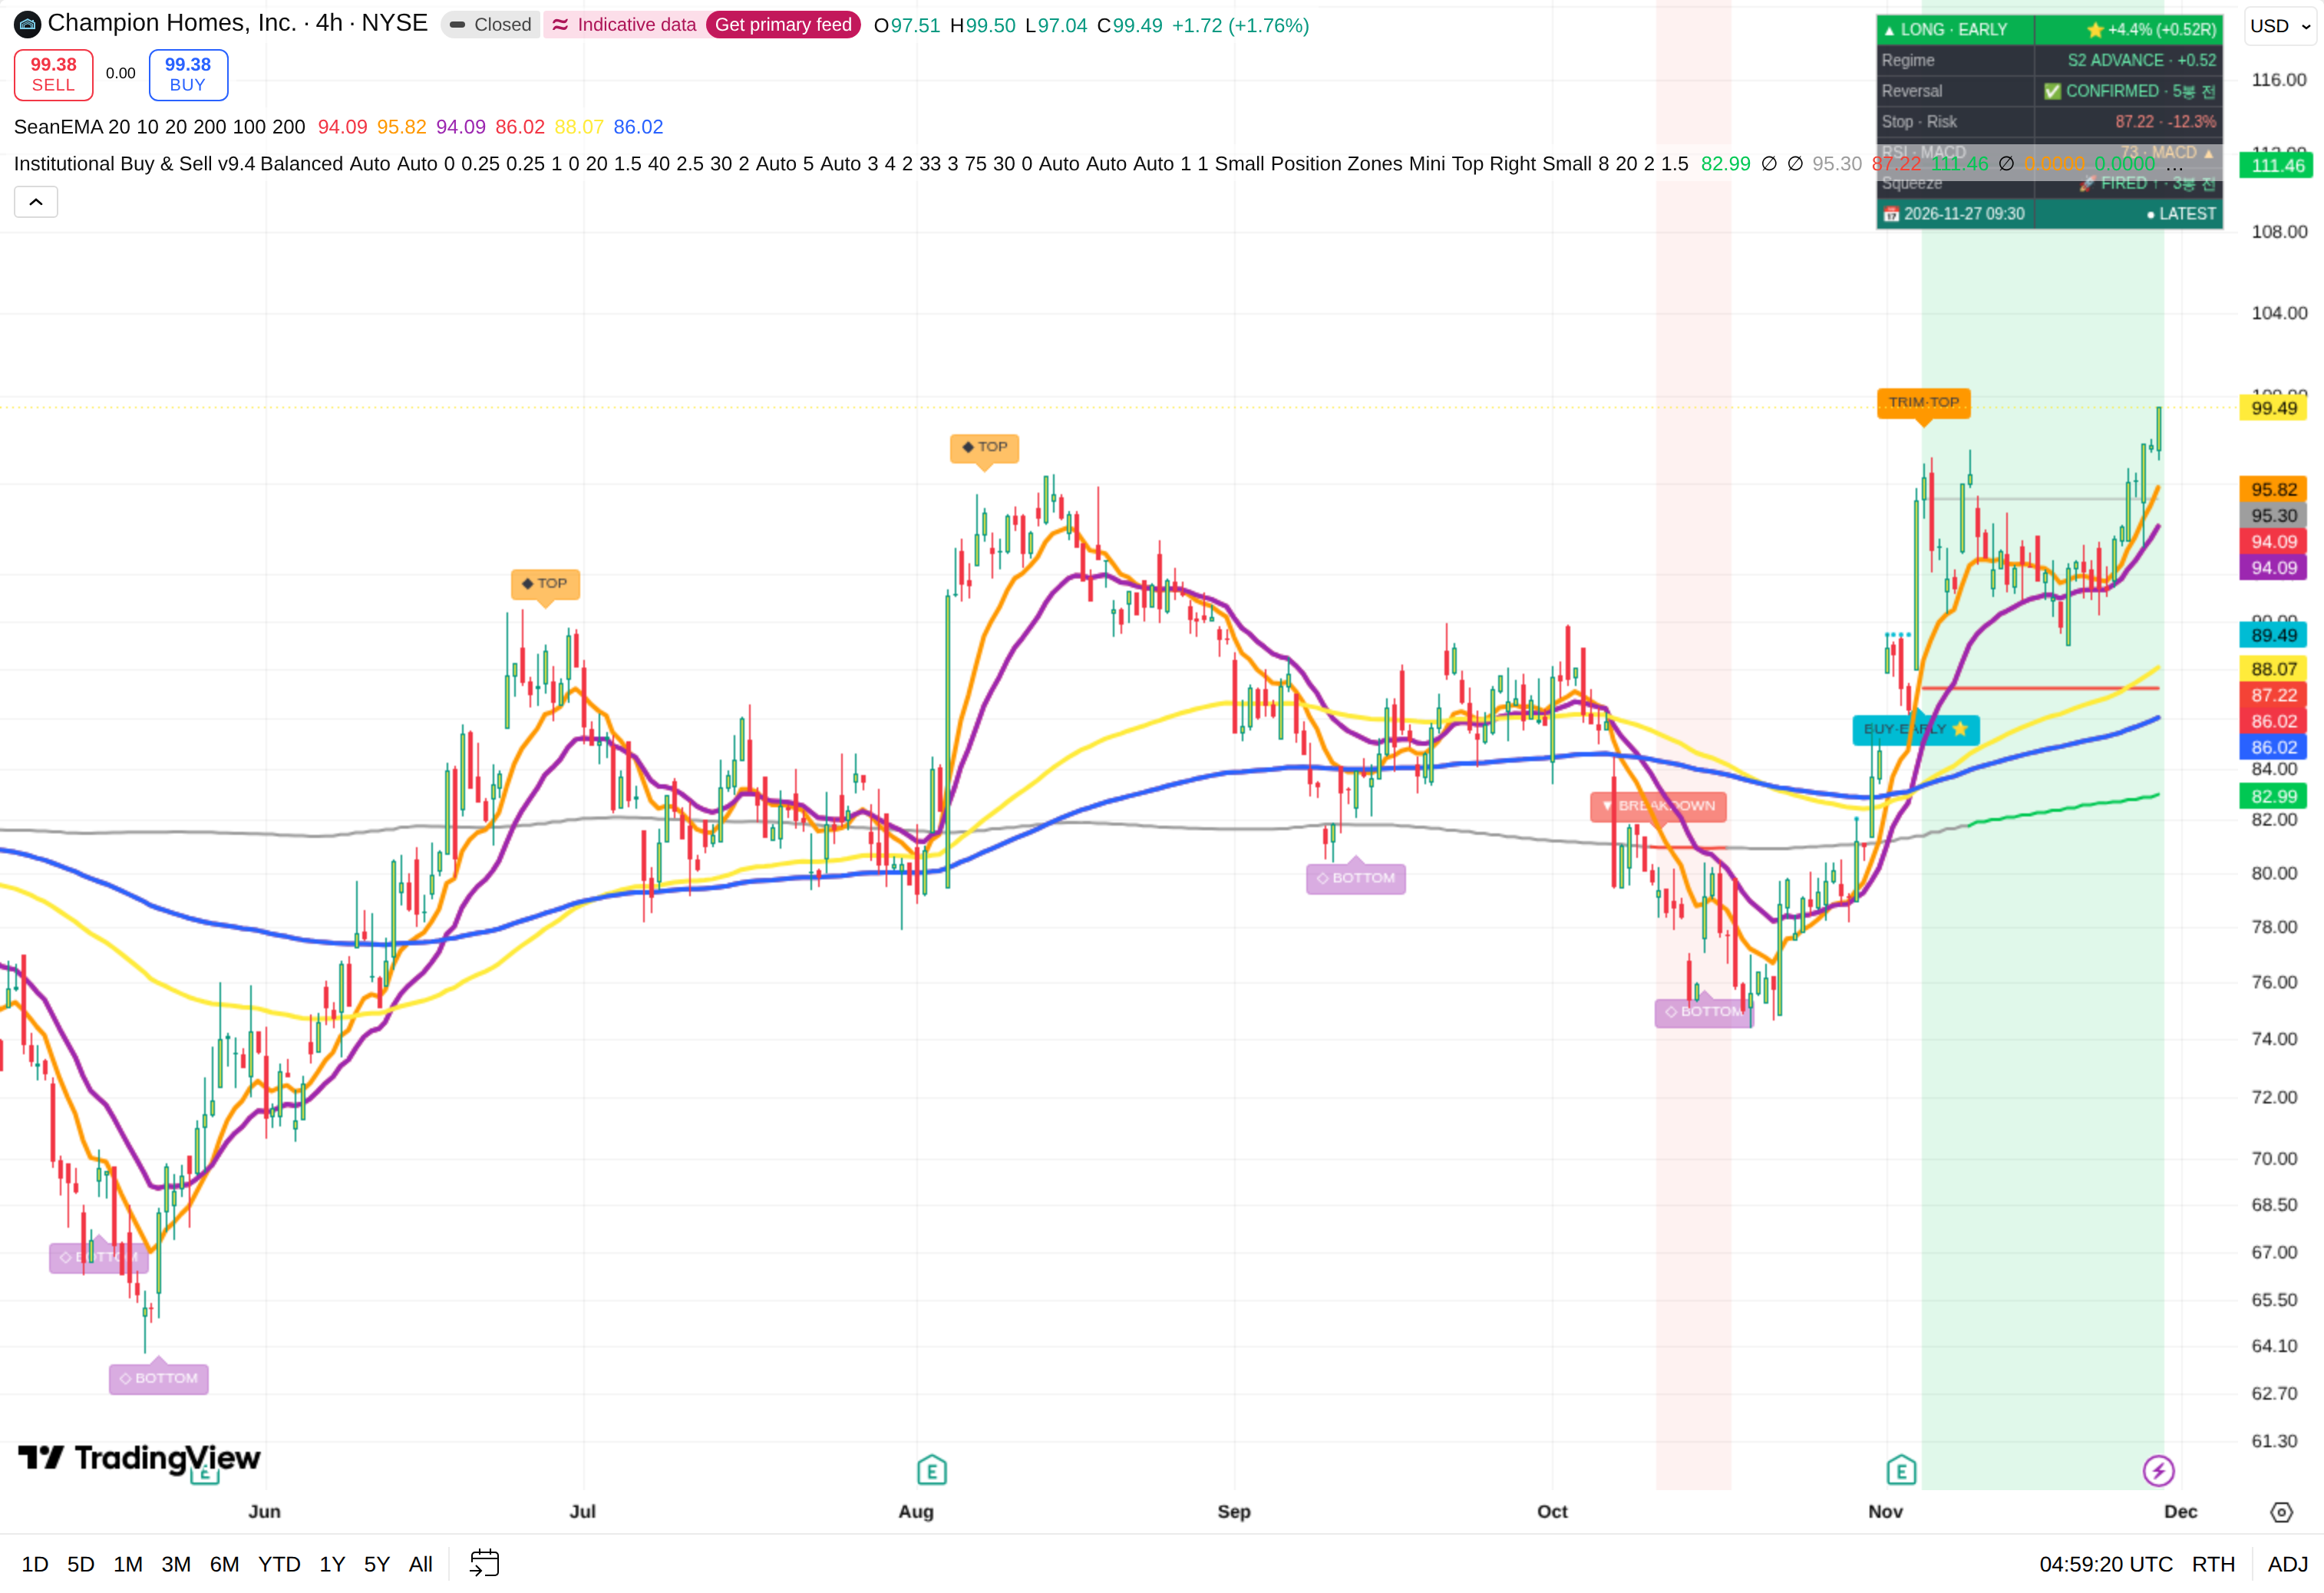 Champion Homes, Inc. · 4h · NYSE Closed Indicative data Get primary feed O97.51 H99.50 L97.04 C99.49 +1.72 (+1.76%)
99.38 SELL 0.00 99.38 BUY
SeanEMA 20 10 20 200 100 200 94.09 95.82 94.09 86.02 88.07 86.02
Institutional Buy & Sell v9.4 Balanced Auto Auto 0 0.25 0.25 1 0 20 1.5 40 2.5 30 2 Auto 5 Auto 3 4 2 33 3 75 30 0 Auto Auto Auto 1 1 Small Position Zones Mini Top Right Small 8 20 2 1.5 82.99 ∅ ∅ 95.30 87.22 111.46 ∅ 0.0000 0.0000 ...
▲ LONG · EARLY ⭐ +4.4% (+0.52R)
Regime S2 ADVANCE · +0.52
Reversal ✅ CONFIRMED · 5봉 전
Stop · Risk 87.22 · -12.3%
RSI · MACD 73 · MACD ▲
Squeeze 🚀 FIRED ↑ · 3봉 전
📅 2026-11-27 09:30 ● LATEST
USD
116.00
111.46
108.00
104.00
99.49
95.82
95.30
94.09
94.09
89.49
88.07
87.22
86.02
86.02
84.00
82.99
82.00
80.00
78.00
76.00
74.00
72.00
70.00
68.50
67.00
65.50
64.10
62.70
61.30
TRIM-TOP
◆ TOP
◆ TOP
BUY-EARLY ⭐
▼ BREAKDOWN
◇ BOTTOM
◇ BOTTOM
◇ BOTTOM
◇ BOTTOM
TradingView
E E E
Jun Jul Aug Sep Oct Nov Dec
1D 5D 1M 3M 6M YTD 1Y 5Y All 04:59:20 UTC RTH ADJ